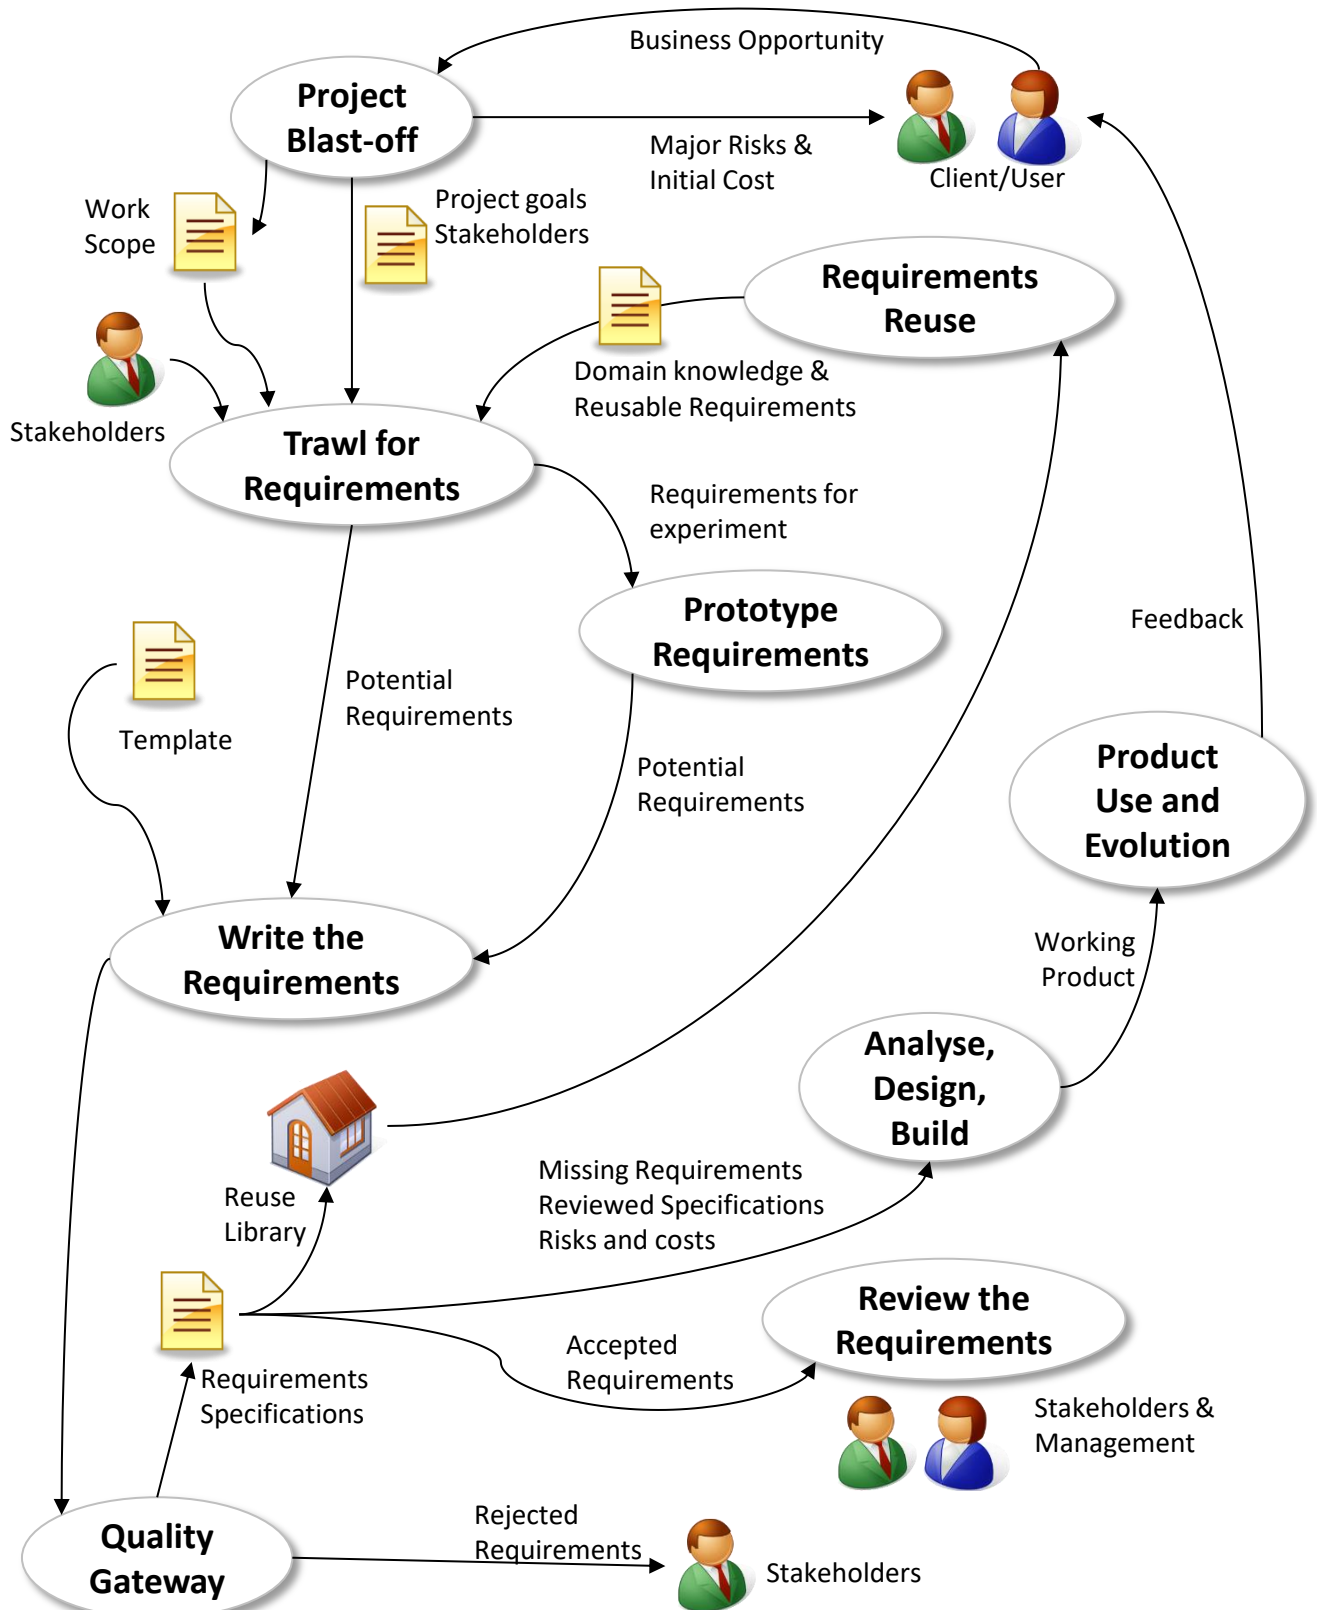 Business Opportunity
Project
Blast-off
Major Risks &
Initial Cost
Client/User
Work
Scope
Project goals
Stakeholders
Requirements
Reuse
Domain knowledge &
Reusable Requirements
Stakeholders
Trawl for
Requirements
Requirements for
experiment
Prototype
Requirements
Feedback
Template
Potential
Requirements
Potential
Requirements
Product
Use and
Evolution
Write the
Requirements
Working
Product
Analyse,
Design,
Build
Reuse
Library
Missing Requirements
Reviewed Specifications
Risks and costs
Review the
Requirements
Accepted
Requirements
Requirements
Specifications
Stakeholders &
Management
Quality
Gateway
Rejected
Requirements
Stakeholders